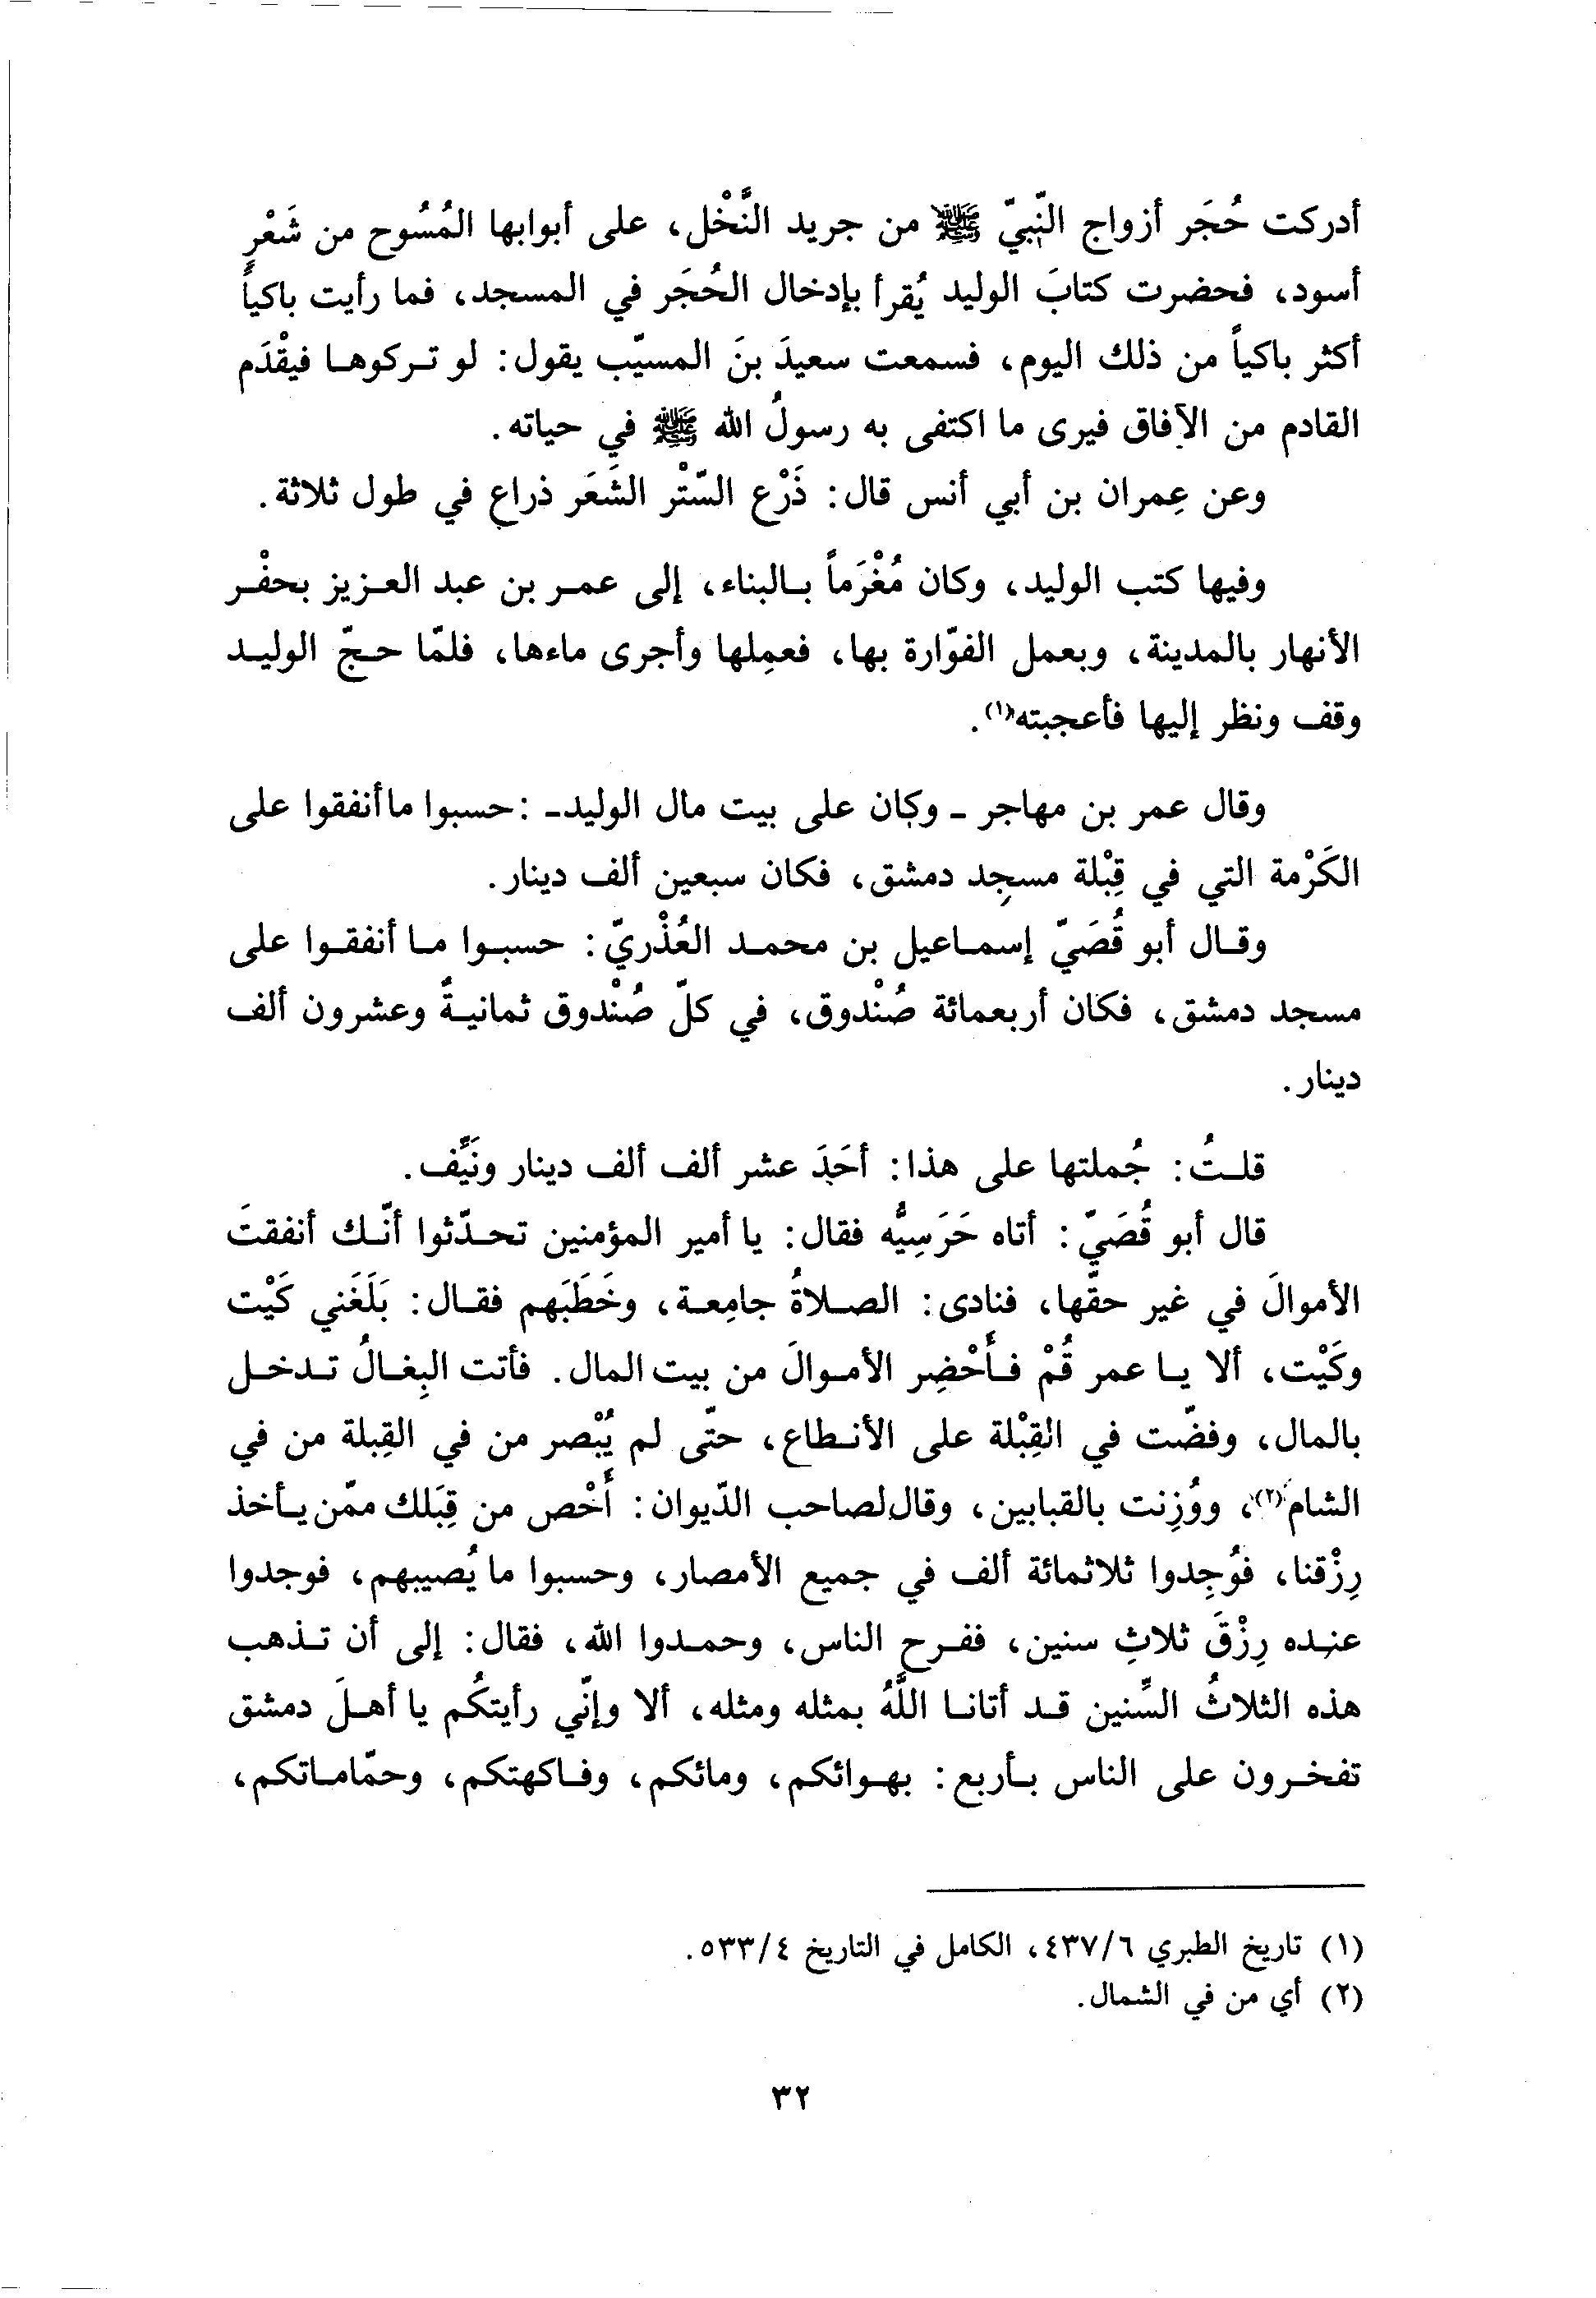 أدركت حُجَر أزواج النّبيّ ﷺ من جريد النَّخْل، على أبوابها المُسُوح من شَعْرٍ
أسود، فحضرت كتابَ الوليد يُقرأ بإدخال الحُجَر في المسجد، فما رأيت باكياً
أكثر باكياً من ذلك اليوم، فسمعت سعيدَ بنَ المسيّب يقول: لو تركوها فيقْدَم
القادم من الآفاق فيرى ما اكتفى به رسولُ الله ﷺ في حياته.
وعن عِمران بن أبي أنس قال: ذَرْع السّتْر الشَعَر ذراع في طول ثلاثة.
وفيها كتب الوليد، وكان مُغْرَماً بالبناء، إلى عمر بن عبد العزيز بحفْر
الأنهار بالمدينة، وبعمل الفوّارة بها، فعمِلها وأجرى ماءها، فلمّا حجّ الوليد
وقف ونظر إليها فأعجبته(١).
وقال عمر بن مهاجر ـ وكان على بيت مال الوليد ـ: حسبوا ما أنفقوا على
الكَرْمة التي في قِبْلة مسجد دمشق، فكان سبعين ألف دينار.
وقال أبو قُصَيّ إسماعيل بن محمد العُذْريّ: حسبوا ما أنفقوا على
مسجد دمشق، فكان أربعمائة صُنْدوق، في كلّ صُنْدوق ثمانيةٌ وعشرون ألف
دينار.
قلتُ: جُملتها على هذا: أحَدَ عشر ألف ألف دينار ونَيِّف.
قال أبو قُصَيّ: أتاه حَرَسِيُّه فقال: يا أمير المؤمنين تحدّثوا أنّك أنفقتَ
الأموالَ في غير حقّها، فنادى: الصلاةُ جامِعة، وخَطَبَهم فقال: بَلَغَني كَيْت
وكَيْت، ألا يا عمر قُمْ فأَحْضِر الأموالَ من بيت المال. فأتت البِغالُ تدخل
بالمال، وفضّت في القِبْلة على الأنطاع، حتّى لم يُبْصر من في القِبلة من في
الشام(٢)، ووُزِنت بالقبابين، وقال لصاحب الدّيوان: أَحْص من قِبَلك ممّن يأخذ
رِزْقنا، فوُجِدوا ثلاثمائة ألف في جميع الأمصار، وحسبوا ما يُصيبهم، فوجدوا
عنده رِزْقَ ثلاثِ سنين، ففرح الناس، وحمدوا الله، فقال: إلى أن تذهب
هذه الثلاثُ السِّنين قد أتانا اللَّهُ بمثله ومثله، ألا وإنّي رأيتكُم يا أهلَ دمشق
تفخرون على الناس بأربع: بهوائكم، ومائكم، وفاكهتكم، وحمّاماتكم،
(١) تاريخ الطبري ٤٣٧/٦، الكامل في التاريخ ٥٣٣/٤.
(٢) أي من في الشمال.
٣٢